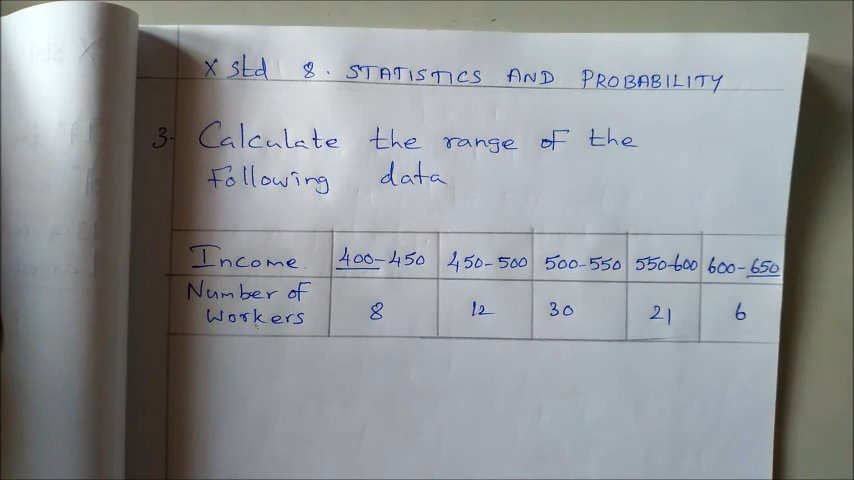 X std 8. STATISTICS AND PROBABILITY
3. Calculate the range of the
Following data
Income 400-450 450-500 500-550 550-600 600-650
Number of Workers 8 12 30 21 6